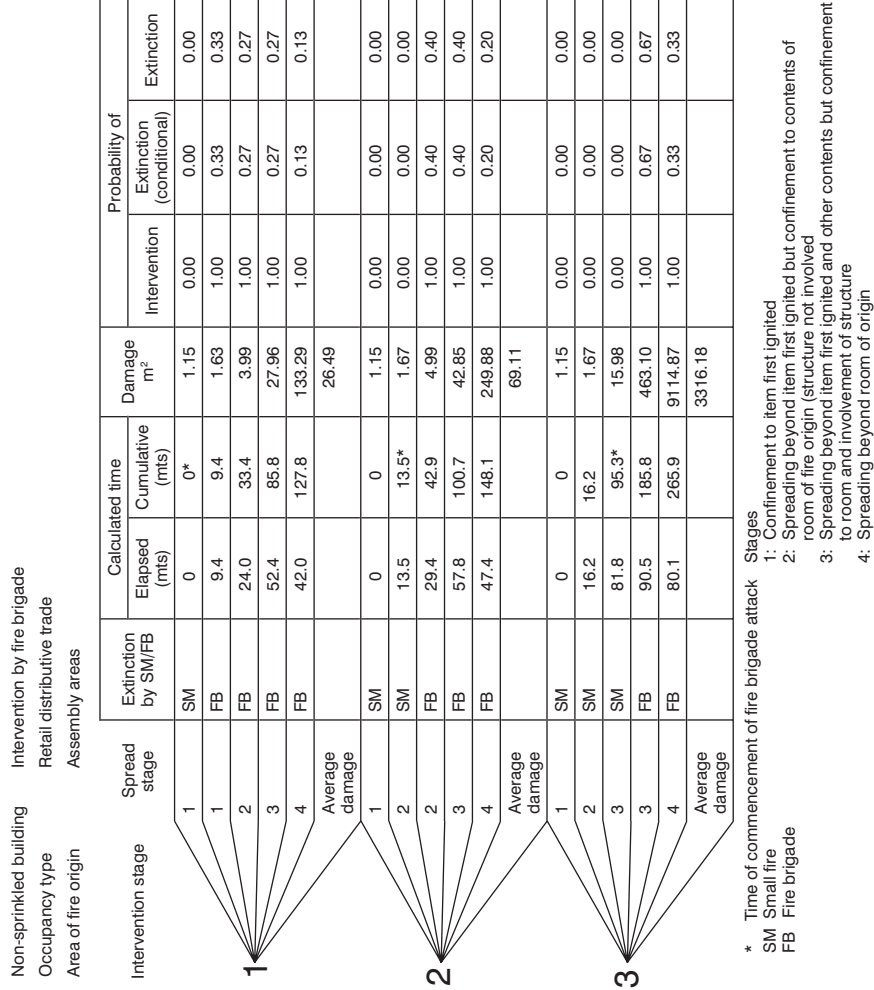 Non-sprinkled building Intervention by fire brigade
Occupancy type Retail distributive trade
Area of fire origin Assembly areas
Intervention stage Spread stage Extinction by SM/FB Calculated time Damage m² Probability of
Elapsed (mts) Cumulative (mts) Intervention Extinction (conditional) Extinction
1
1 SM 0 0* 1.15 0.00 0.00 0.00
1 FB 9.4 9.4 1.63 1.00 0.33 0.33
2 FB 24.0 33.4 3.99 1.00 0.27 0.27
3 FB 52.4 85.8 27.96 1.00 0.27 0.27
4 FB 42.0 127.8 133.29 1.00 0.13 0.13
Average damage 26.49
2
1 SM 0 0 1.15 0.00 0.00 0.00
2 SM 13.5 13.5* 1.67 0.00 0.00 0.00
2 FB 29.4 42.9 4.99 1.00 0.40 0.40
3 FB 57.8 100.7 42.85 1.00 0.40 0.40
4 FB 47.4 148.1 249.88 1.00 0.20 0.20
Average damage 69.11
3
1 SM 0 0 1.15 0.00 0.00 0.00
2 SM 16.2 16.2 1.67 0.00 0.00 0.00
3 SM 81.8 95.3* 15.98 0.00 0.00 0.00
3 FB 90.5 185.8 463.10 1.00 0.67 0.67
4 FB 80.1 265.9 9114.87 1.00 0.33 0.33
Average damage 3316.18
* Time of commencement of fire brigade attack
SM Small fire
FB Fire brigade
Stages
1: Confinement to item first ignited
2: Spreading beyond item first ignited but confinement to contents of
room of fire origin (structure not involved
3: Spreading beyond item first ignited and other contents but confinement
to room and involvement of structure
4: Spreading beyond room of origin